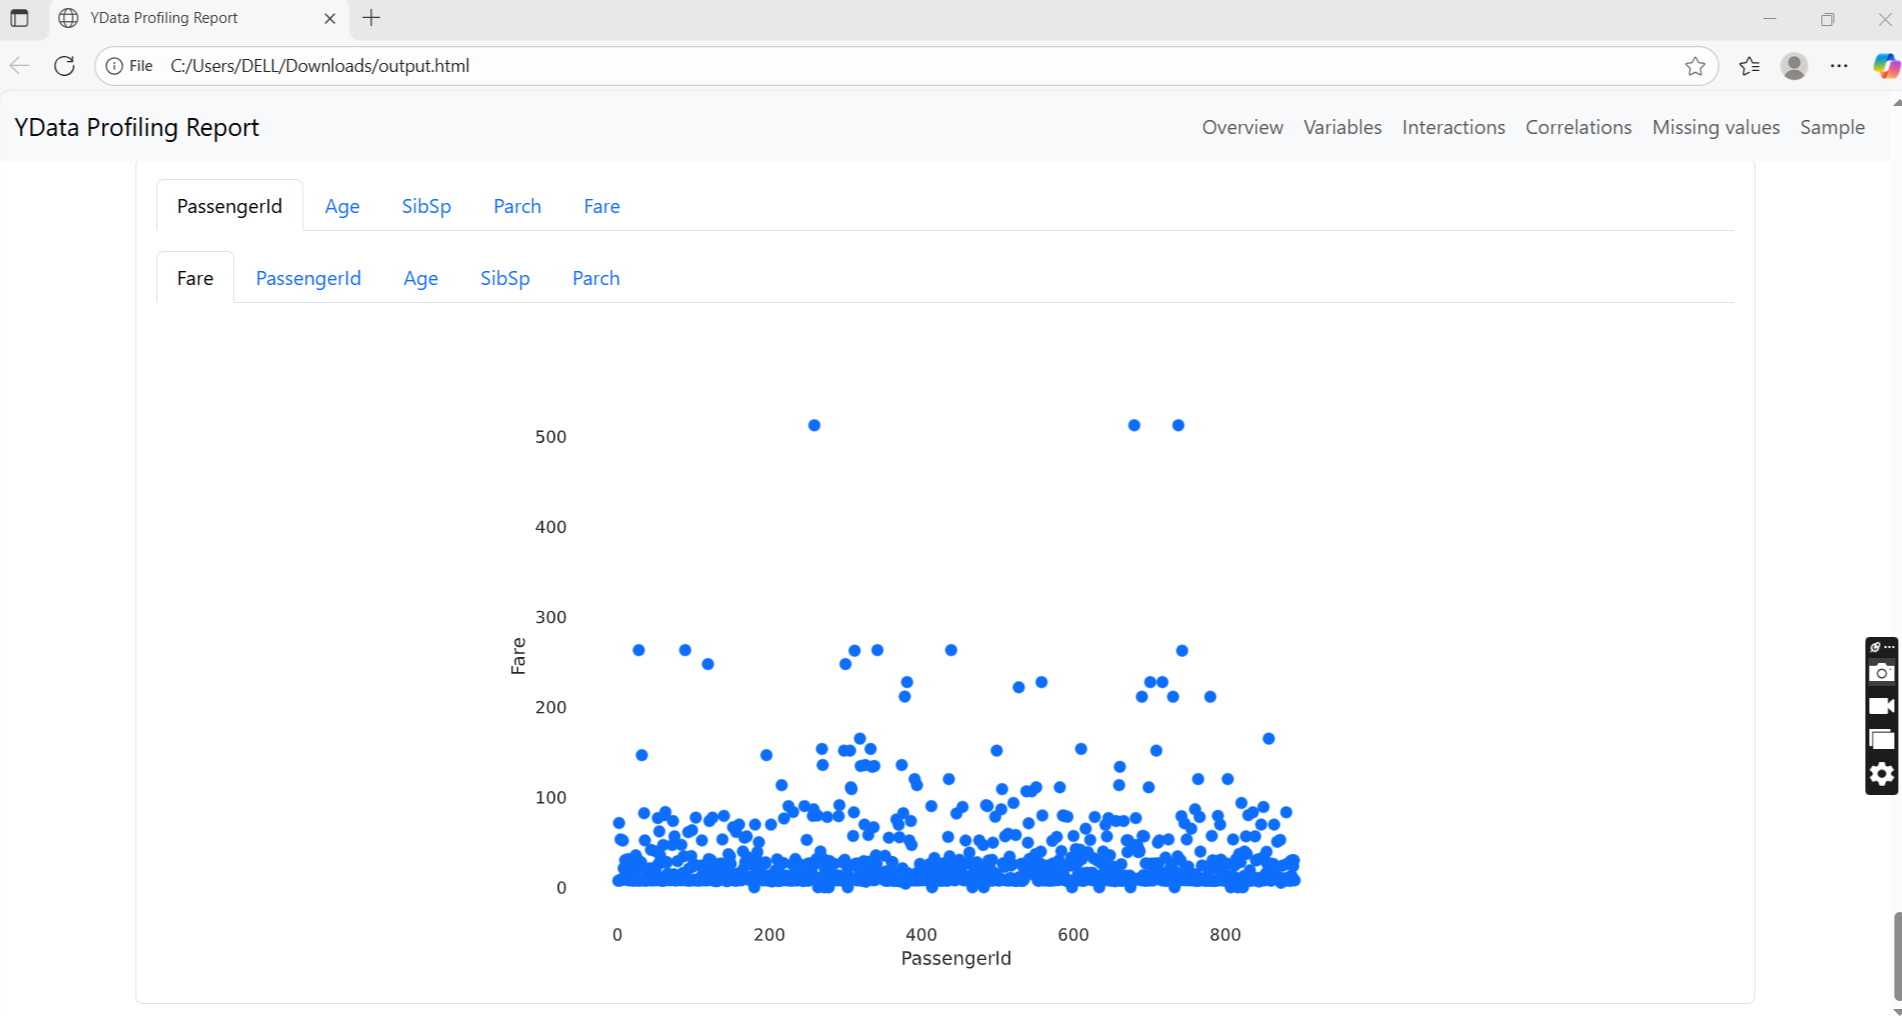 YData Profiling Report
File C:/Users/DELL/Downloads/output.html
YData Profiling Report Overview Variables Interactions Correlations Missing values Sample
PassengerId Age SibSp Parch Fare
Fare PassengerId Age SibSp Parch
500
400
300
Fare
200
100
0
0 200 400 600 800
PassengerId